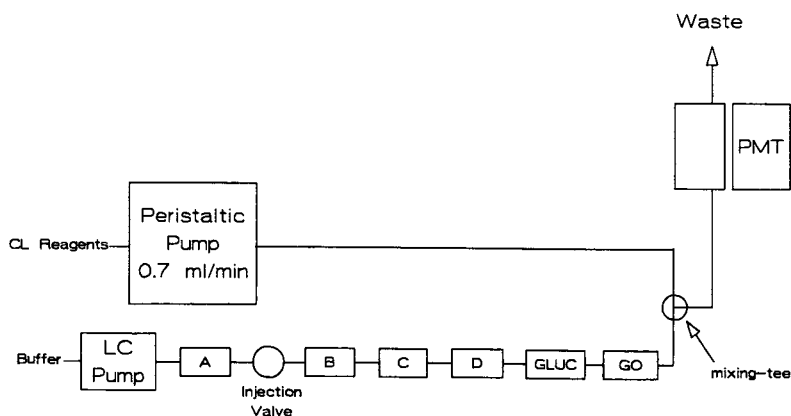 Waste
PMT
Peristaltic
Pump
0.7 ml/min
CL Reagents
LC
Pump
Buffer
A
B
C
D
GLUC
GO
Injection
Valve
mixing-tee